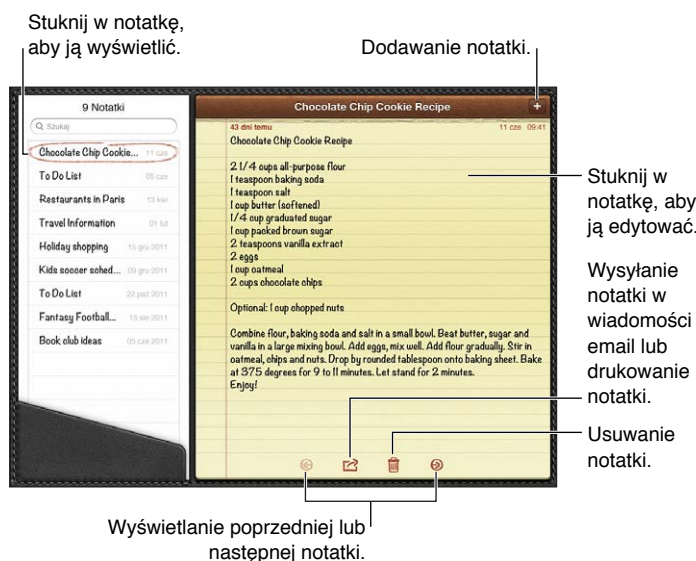 Stuknij w notatkę,
aby ją wyświetlić.
Dodawanie notatki.
9 Notatki
Szukaj
Chocolate Chip Cookie... 11 cze
To Do List 05 cze
Restaurants in Paris 13 kwi
Travel Information 01 lut
Holiday shopping 15 gru 2011
Kids soccer sched... 09 gru 2011
To Do List 22 paź 2011
Fantasy Football... 15 sie 2011
Book club ideas 05 cze 2011
Chocolate Chip Cookie Recipe
+
43 dni temu 11 cze 09:41
Chocolate Chip Cookie Recipe
2 1/4 cups all-purpose flour
1 teaspoon baking soda
1 teaspoon salt
1 cup butter (softened)
1/4 cup graduated sugar
1 cup packed brown sugar
2 teaspoons vanilla extract
2 eggs
1 cup oatmeal
2 cups chocolate chips
Optional: 1 cup chopped nuts
Combine flour, baking soda and salt in a small bowl. Beat butter, sugar and
vanilla in a large mixing bowl. Add eggs, mix well. Add flour gradually. Stir in
oatmeal, chips and nuts. Drop by rounded tablespoon onto baking sheet. Bake
at 375 degrees for 9 to 11 minutes. Let stand for 2 minutes.
Enjoy!
Stuknij w
notatkę, aby
ją edytować.
Wysyłanie
notatki w
wiadomości
email lub
drukowanie
notatki.
Usuwanie
notatki.
Wyświetlanie poprzedniej lub
następnej notatki.